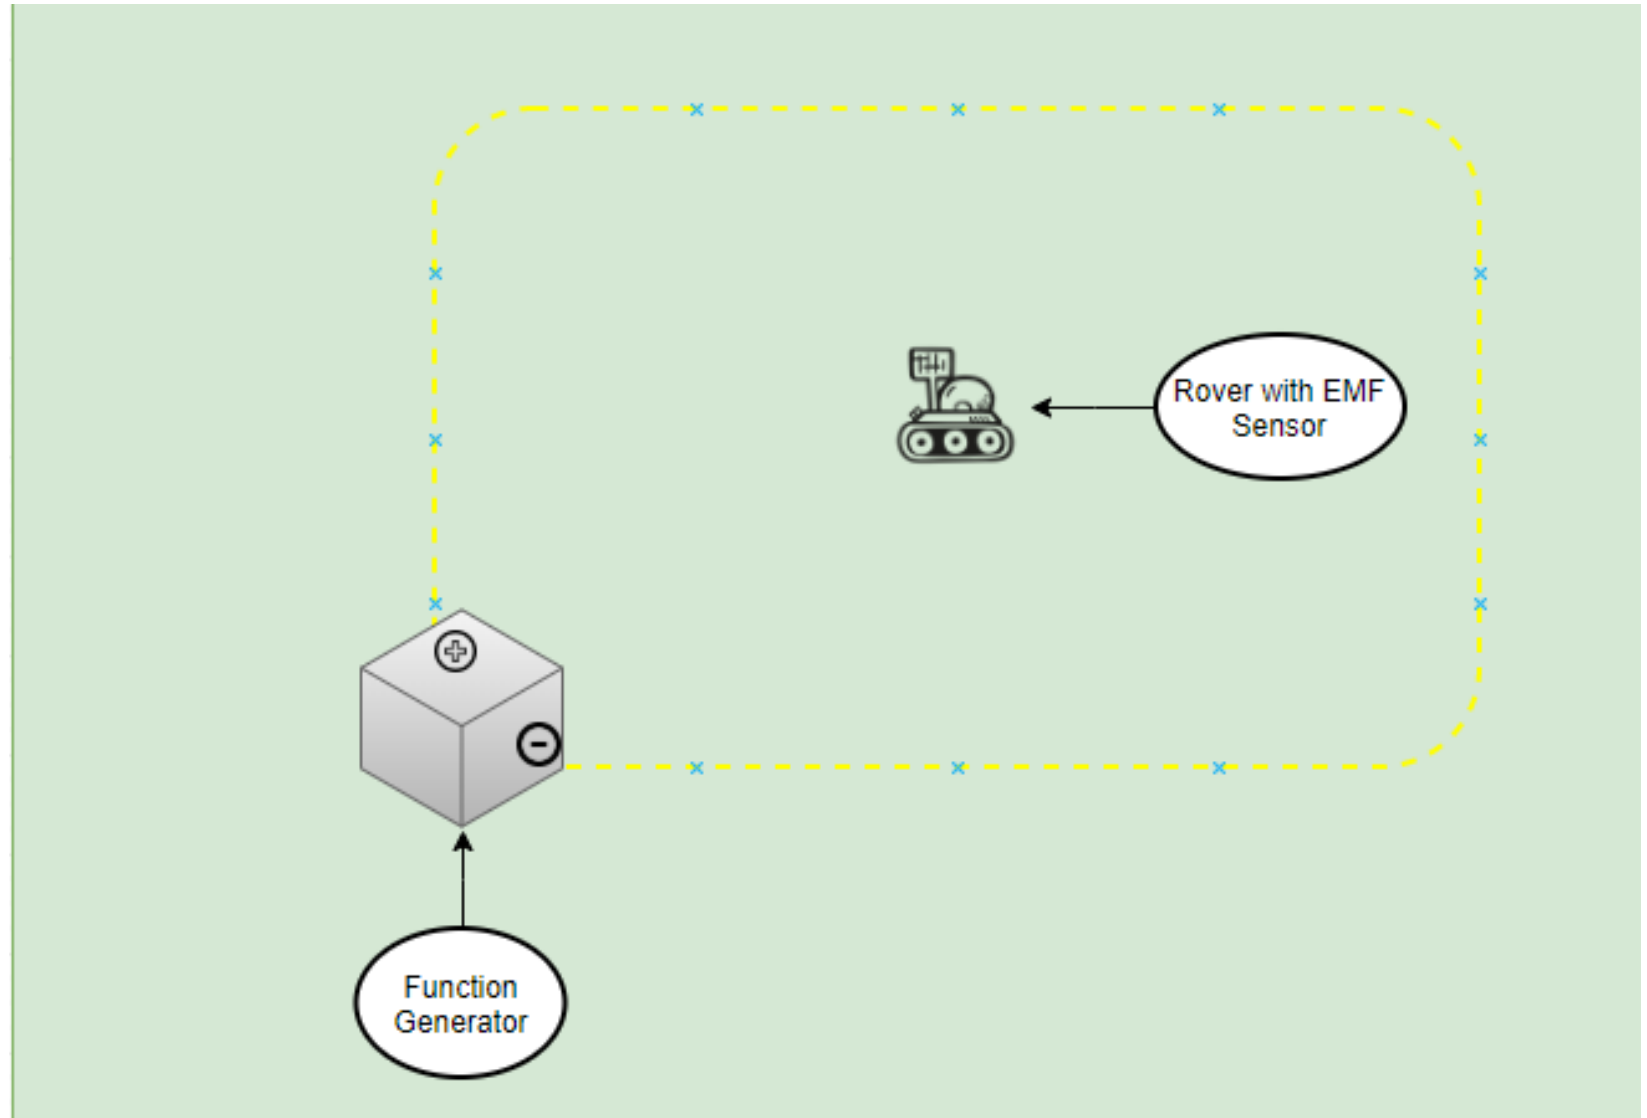 Rover with EMF
Sensor
Function
Generator